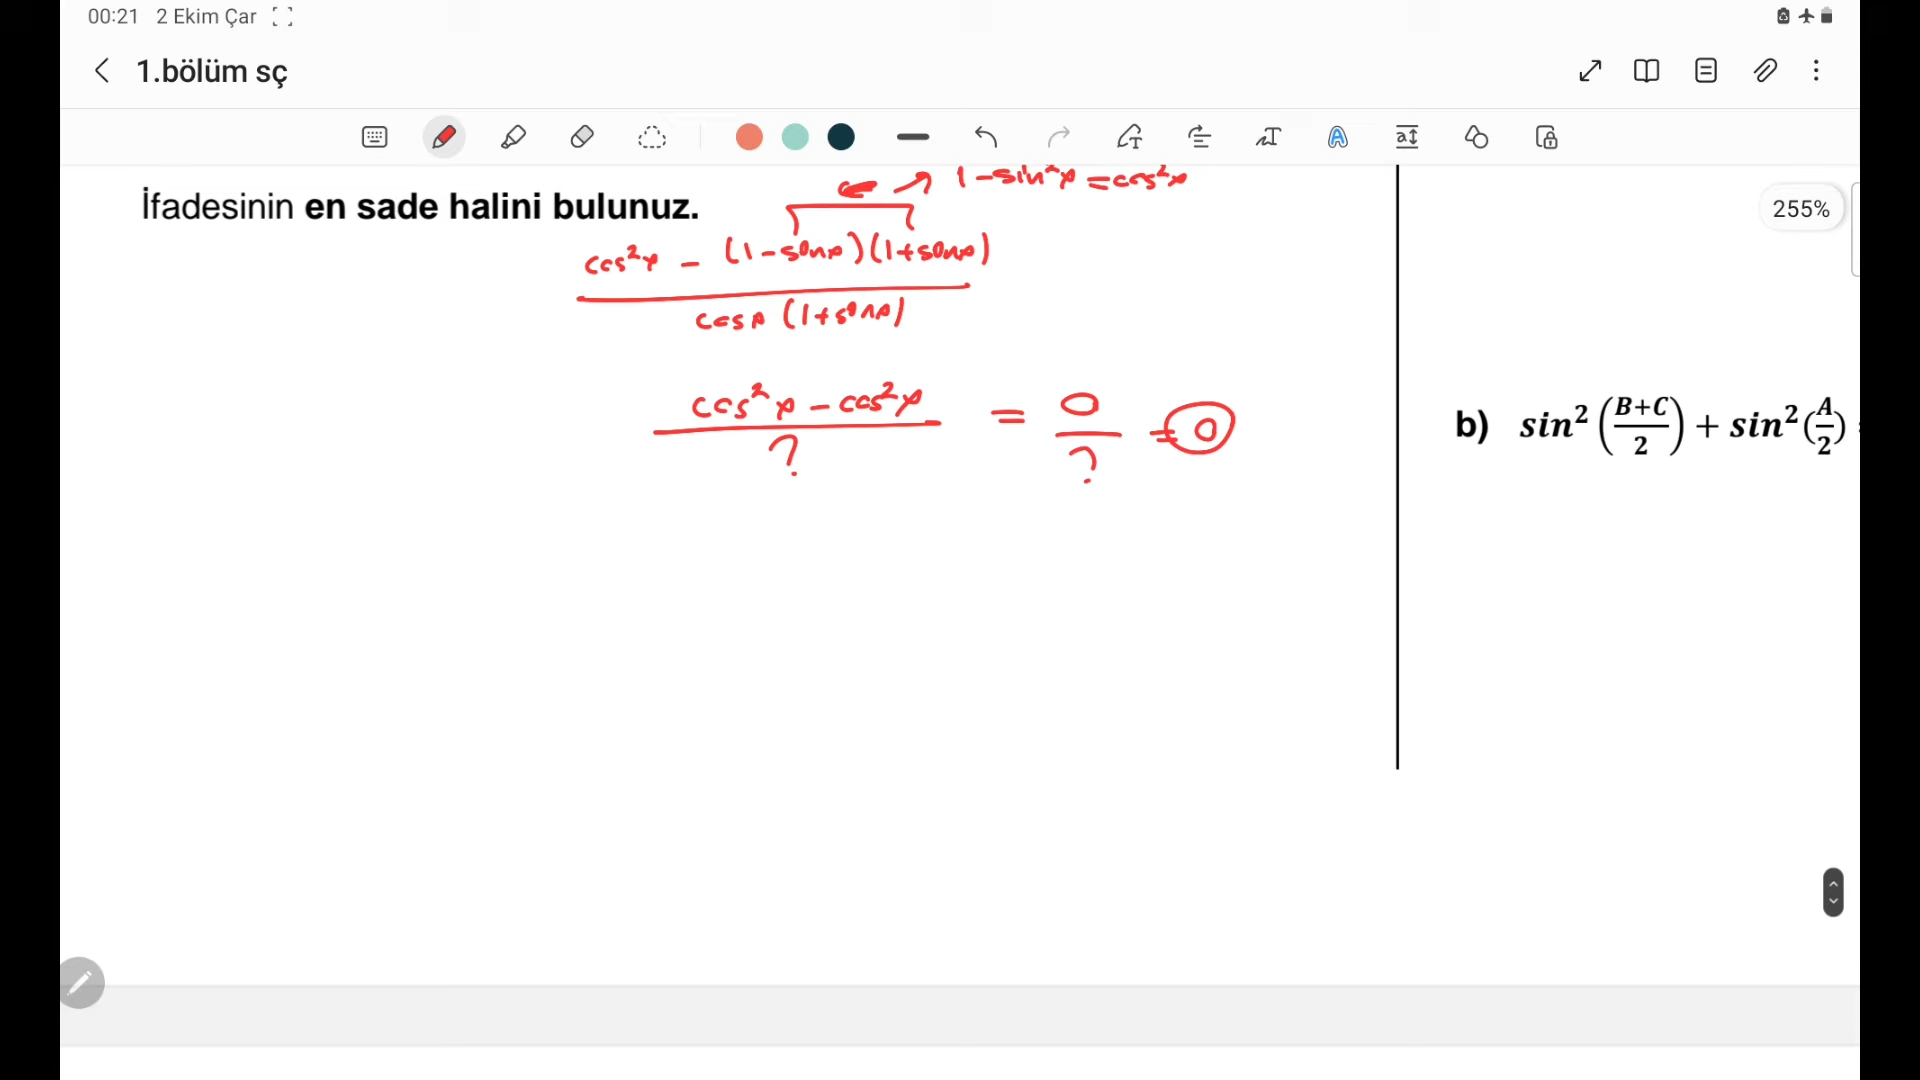 00:21 2 Ekim Çar
1.bölüm sç
255%
1-sin²x=cos²x
İfadesinin en sade halini bulunuz.
cos²x - (1-sinx)(1+sinx)
cosx (1+sinx)
cos²x - cos²x = 0 = 0
? ?
b) sin² (B+C/2) + sin² (A/2)